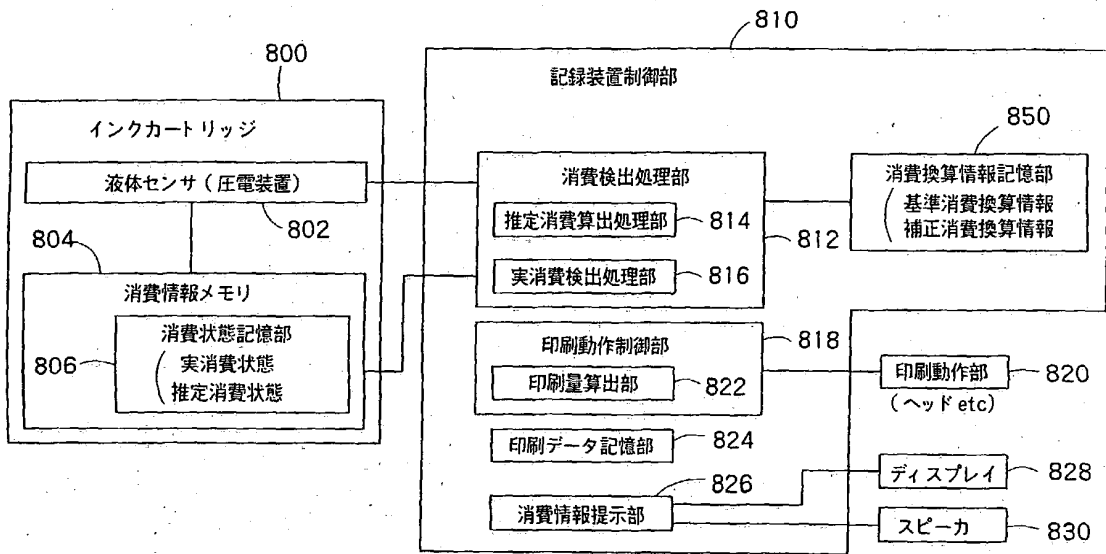 810
800
記録装置制御部
インクカートリッジ
850
液体センサ(圧電装置)
802
消費検出処理部
推定消費算出処理部
814
812
実消費検出処理部
816
消費換算情報記憶部
基準消費換算情報
補正消費換算情報
804
消費情報メモリ
消費状態記憶部
806
実消費状態
推定消費状態
印刷動作制御部
818
印刷量算出部
822
印刷動作部
820
(ヘッド etc)
印刷データ記憶部
824
826
消費情報提示部
ディスプレイ
828
スピーカ
830